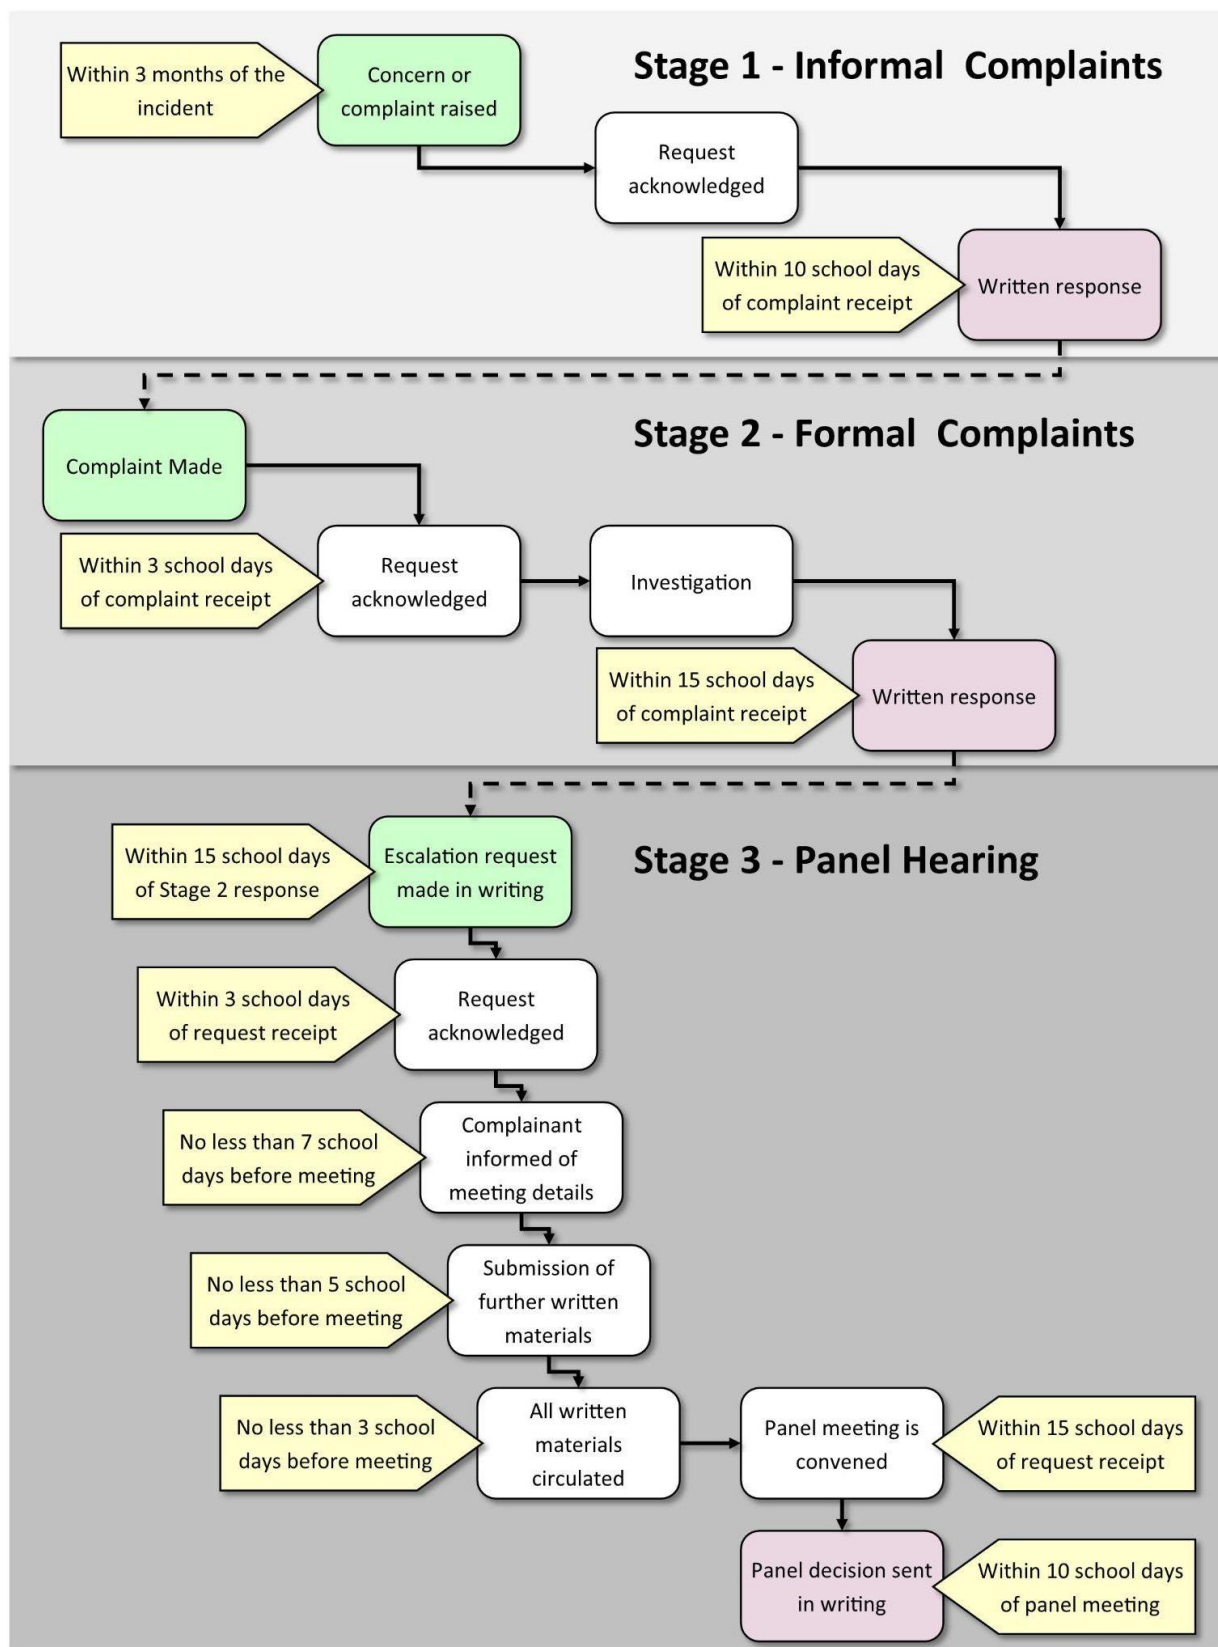 Stage 1 - Informal  Complaints
Within 3 months of the
incident
Concern or
complaint raised
Request
acknowledged
Within 10 school days
of complaint receipt
Written response
Stage 2 - Formal  Complaints
Complaint Made
Within 3 school days
of complaint receipt
Request
acknowledged
Investigation
Within 15 school days
of complaint receipt
Written response
Stage 3 - Panel Hearing
Within 15 school days
of Stage 2 response
Escalation request
made in writing
Within 3 school days
of request receipt
Request
acknowledged
No less than 7 school
days before meeting
Complainant
informed of
meeting details
No less than 5 school
days before meeting
Submission of
further written
materials
No less than 3 school
days before meeting
All written
materials
circulated
Panel meeting is
convened
Within 15 school days
of request receipt
Panel decision sent
in writing
Within 10 school days
of panel meeting